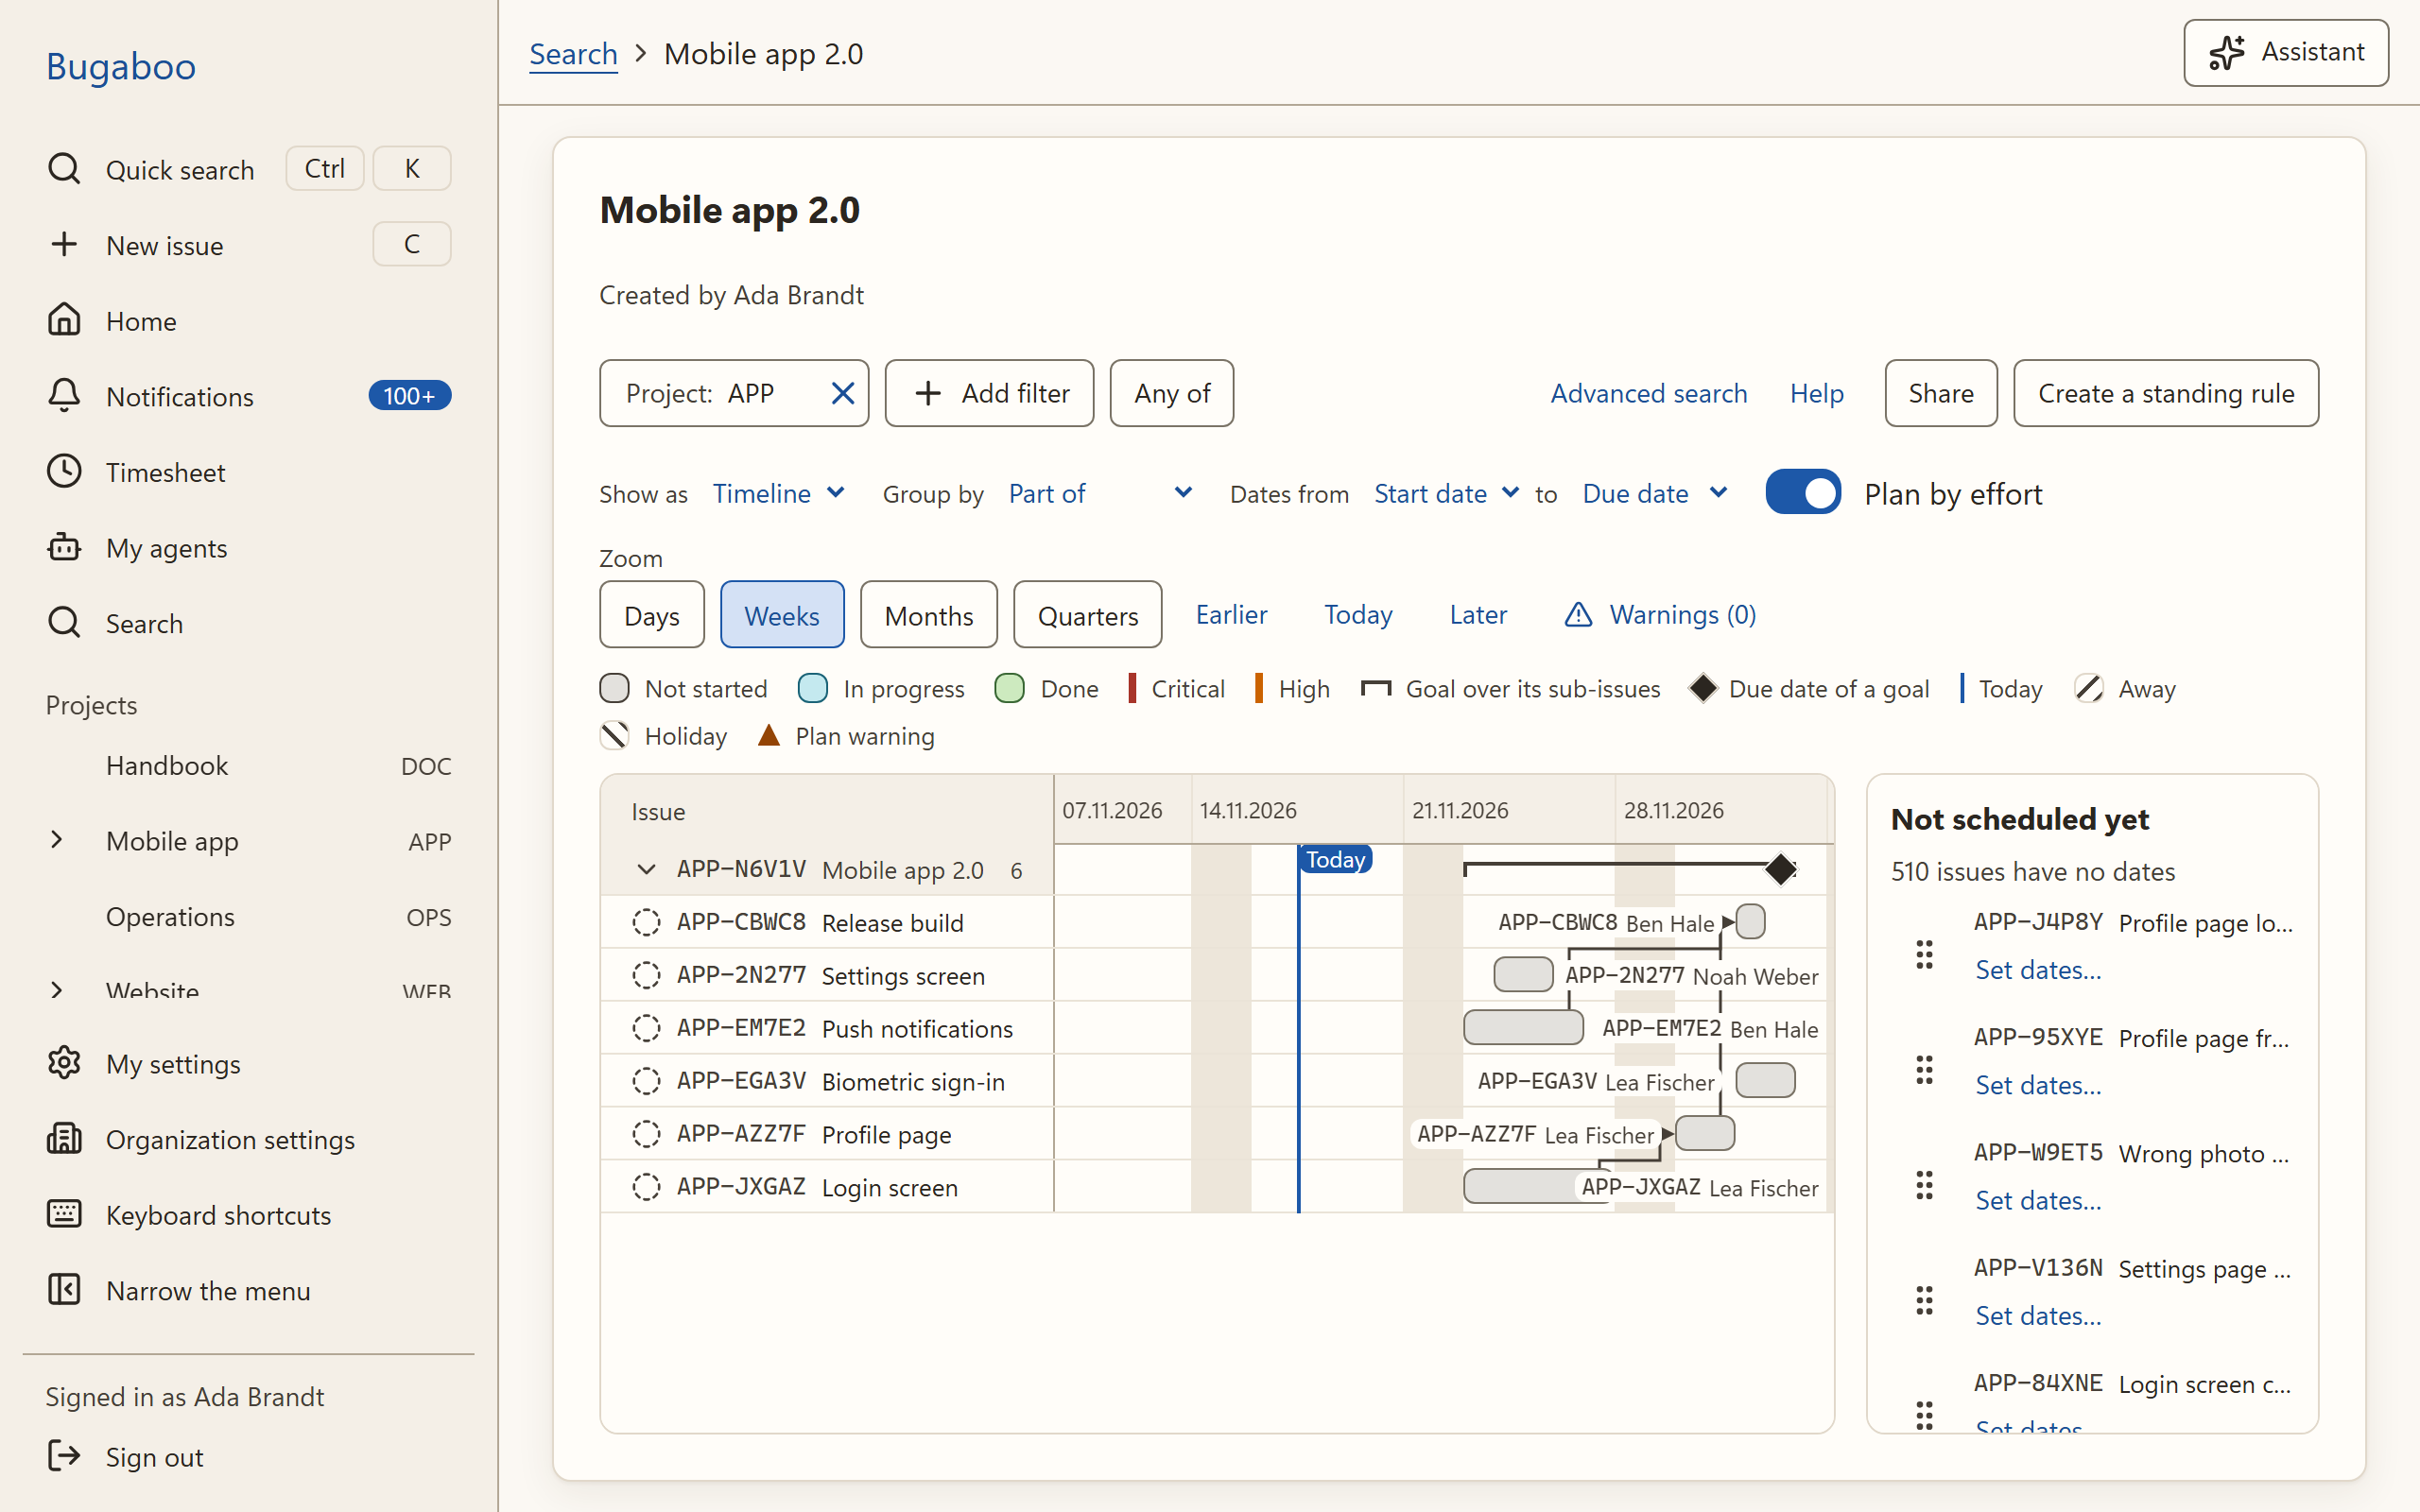 Bugaboo
Quick search Ctrl K
New issue C
Home
Notifications 100+
Timesheet
My agents
Search
Projects
Handbook DOC
Mobile app APP
Operations OPS
Website WEB
My settings
Organization settings
Keyboard shortcuts
Narrow the menu
Signed in as Ada Brandt
Sign out
Search > Mobile app 2.0
Assistant
Mobile app 2.0
Created by Ada Brandt
Project: APP Add filter Any of Advanced search Help Share Create a standing rule
Show as Timeline Group by Part of Dates from Start date to Due date Plan by effort
Zoom
Days Weeks Months Quarters Earlier Today Later Warnings (0)
Not started In progress Done Critical High Goal over its sub-issues Due date of a goal Today Away
Holiday Plan warning
Issue 07.11.2026 14.11.2026 21.11.2026 28.11.2026
Today
APP-N6V1V Mobile app 2.0 6
APP-CBWC8 Release build APP-CBWC8 Ben Hale
APP-2N277 Settings screen APP-2N277 Noah Weber
APP-EM7E2 Push notifications APP-EM7E2 Ben Hale
APP-EGA3V Biometric sign-in APP-EGA3V Lea Fischer
APP-AZZ7F Profile page APP-AZZ7F Lea Fischer
APP-JXGAZ Login screen APP-JXGAZ Lea Fischer
Not scheduled yet
510 issues have no dates
APP-J4P8Y Profile page lo...
Set dates...
APP-95XYE Profile page fr...
Set dates...
APP-W9ET5 Wrong photo ...
Set dates...
APP-V136N Settings page ...
Set dates...
APP-84XNE Login screen c...
Set dates...